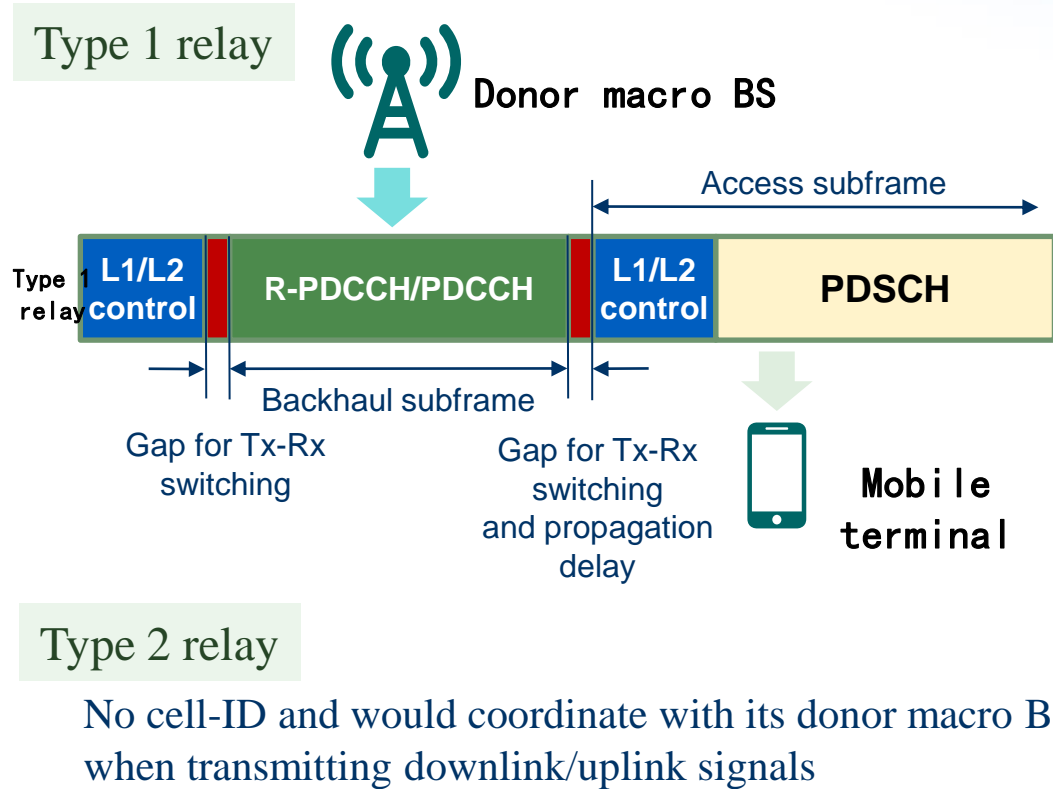 Type 1 relay
Donor macro BS
Access subframe
Type 1
relay
L1/L2
control
R-PDCCH/PDCCH
L1/L2
control
PDSCH
Backhaul subframe
Gap for Tx-Rx
switching
Gap for Tx-Rx
switching
and propagation
delay
Mobile
terminal
Type 2 relay
No cell-ID and would coordinate with its donor macro B
when transmitting downlink/uplink signals